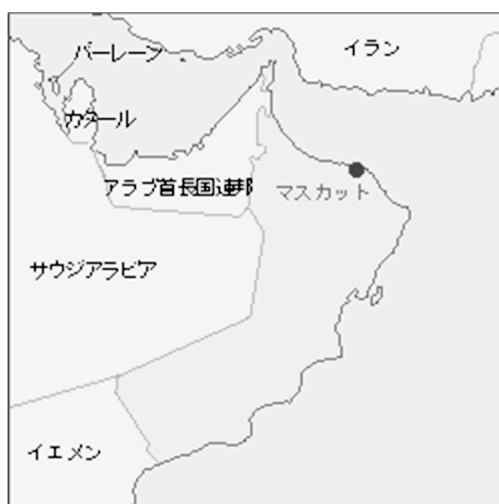 イラン
バーレーン
カタール
アラブ首長国連邦
マスカット
サウジアラビア
イエメン